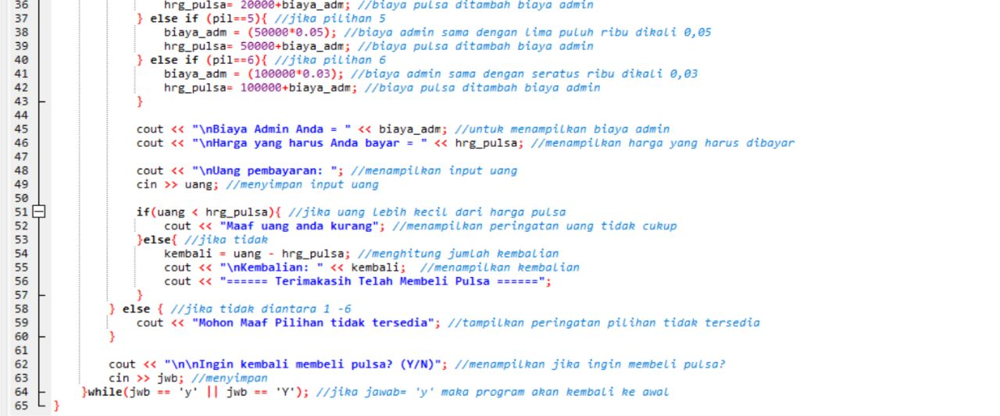 36 hrg_pulsa= 20000+biaya_adm; //biaya pulsa ditambah biaya admin
37 } else if (pil==5){ //jika pilihan 5
38 biaya_adm = (50000*0.05); //biaya admin sama dengan lima puluh ribu dikali 0,05
39 hrg_pulsa= 50000+biaya_adm; //biaya pulsa ditambah biaya admin
40 } else if (pil==6){ //jika pilihan 6
41 biaya_adm = (100000*0.03); //biaya admin sama dengan seratus ribu dikali 0,03
42 hrg_pulsa= 100000+biaya_adm; //biaya pulsa ditambah biaya admin
43 }
44
45 cout << "\nBiaya Admin Anda = " << biaya_adm; //untuk menampilkan biaya admin
46 cout << "\nHarga yang harus Anda bayar = " << hrg_pulsa; //menampilkan harga yang harus dibayar
47
48 cout << "\nUang pembayaran: "; //menampilkan input uang
49 cin >> uang; //menyimpan input uang
50
51 if(uang < hrg_pulsa){ //jika uang lebih kecil dari harga pulsa
52 cout << "Maaf uang anda kurang"; //menampilkan peringatan uang tidak cukup
53 }else{ //jika tidak
54 kembali = uang - hrg_pulsa; //menghitung jumlah kembalian
55 cout << "\nKembalian: " << kembali;  //menampilkan kembalian
56 cout << "====== Terimakasih Telah Membeli Pulsa ======";
57 }
58 } else { //jika tidak diantara 1 -6
59 cout << "Mohon Maaf Pilihan tidak tersedia"; //tampilkan peringatan pilihan tidak tersedia
60 }
61
62 cout << "\n\nIngin kembali membeli pulsa? (Y/N)"; //menampilkan jika ingin membeli pulsa?
63 cin >> jwb; //menyimpan
64 }while(jwb == 'y' || jwb == 'Y'); //jika jawab= 'y' maka program akan kembali ke awal
65 }